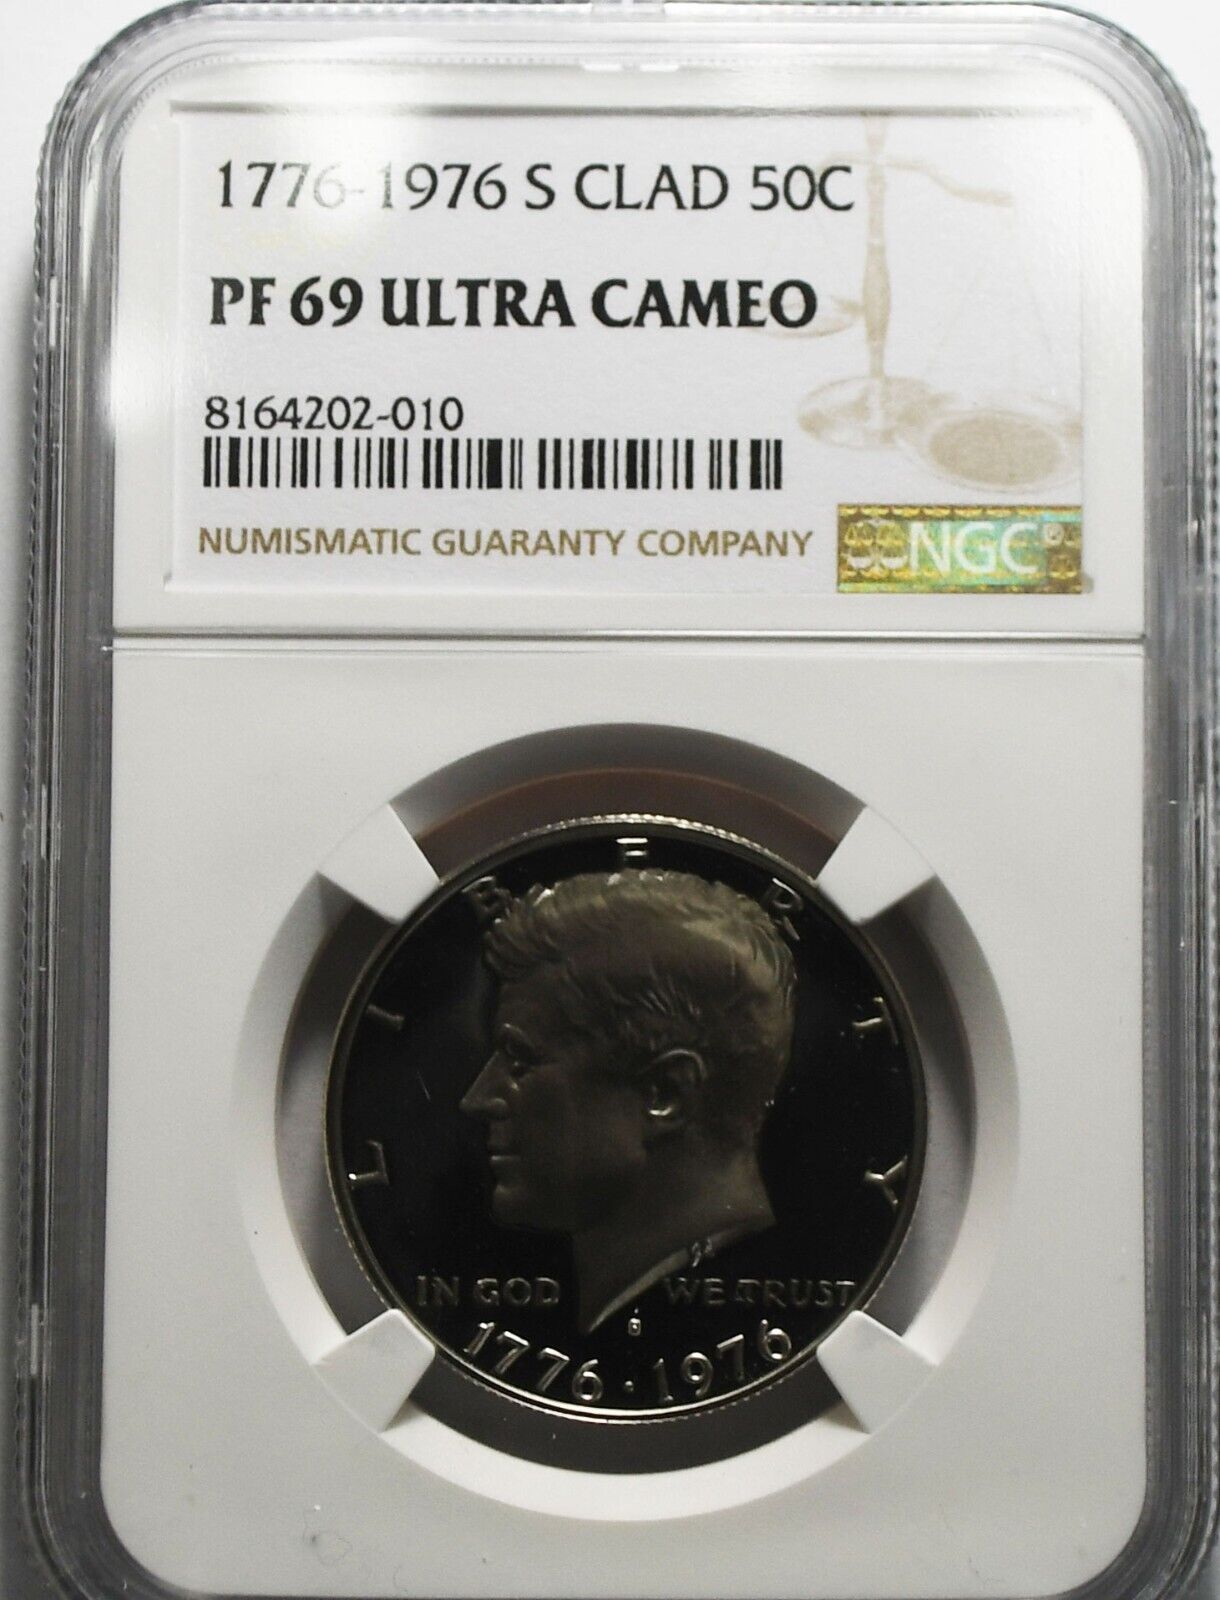 1776-1976 S CLAD 50C
PF 69 ULTRA CAMEO
8164202-010
NUMISMATIC GUARANTY COMPANY
NGC
LIBERTY
IN GOD WE TRUST
S
1776·1976